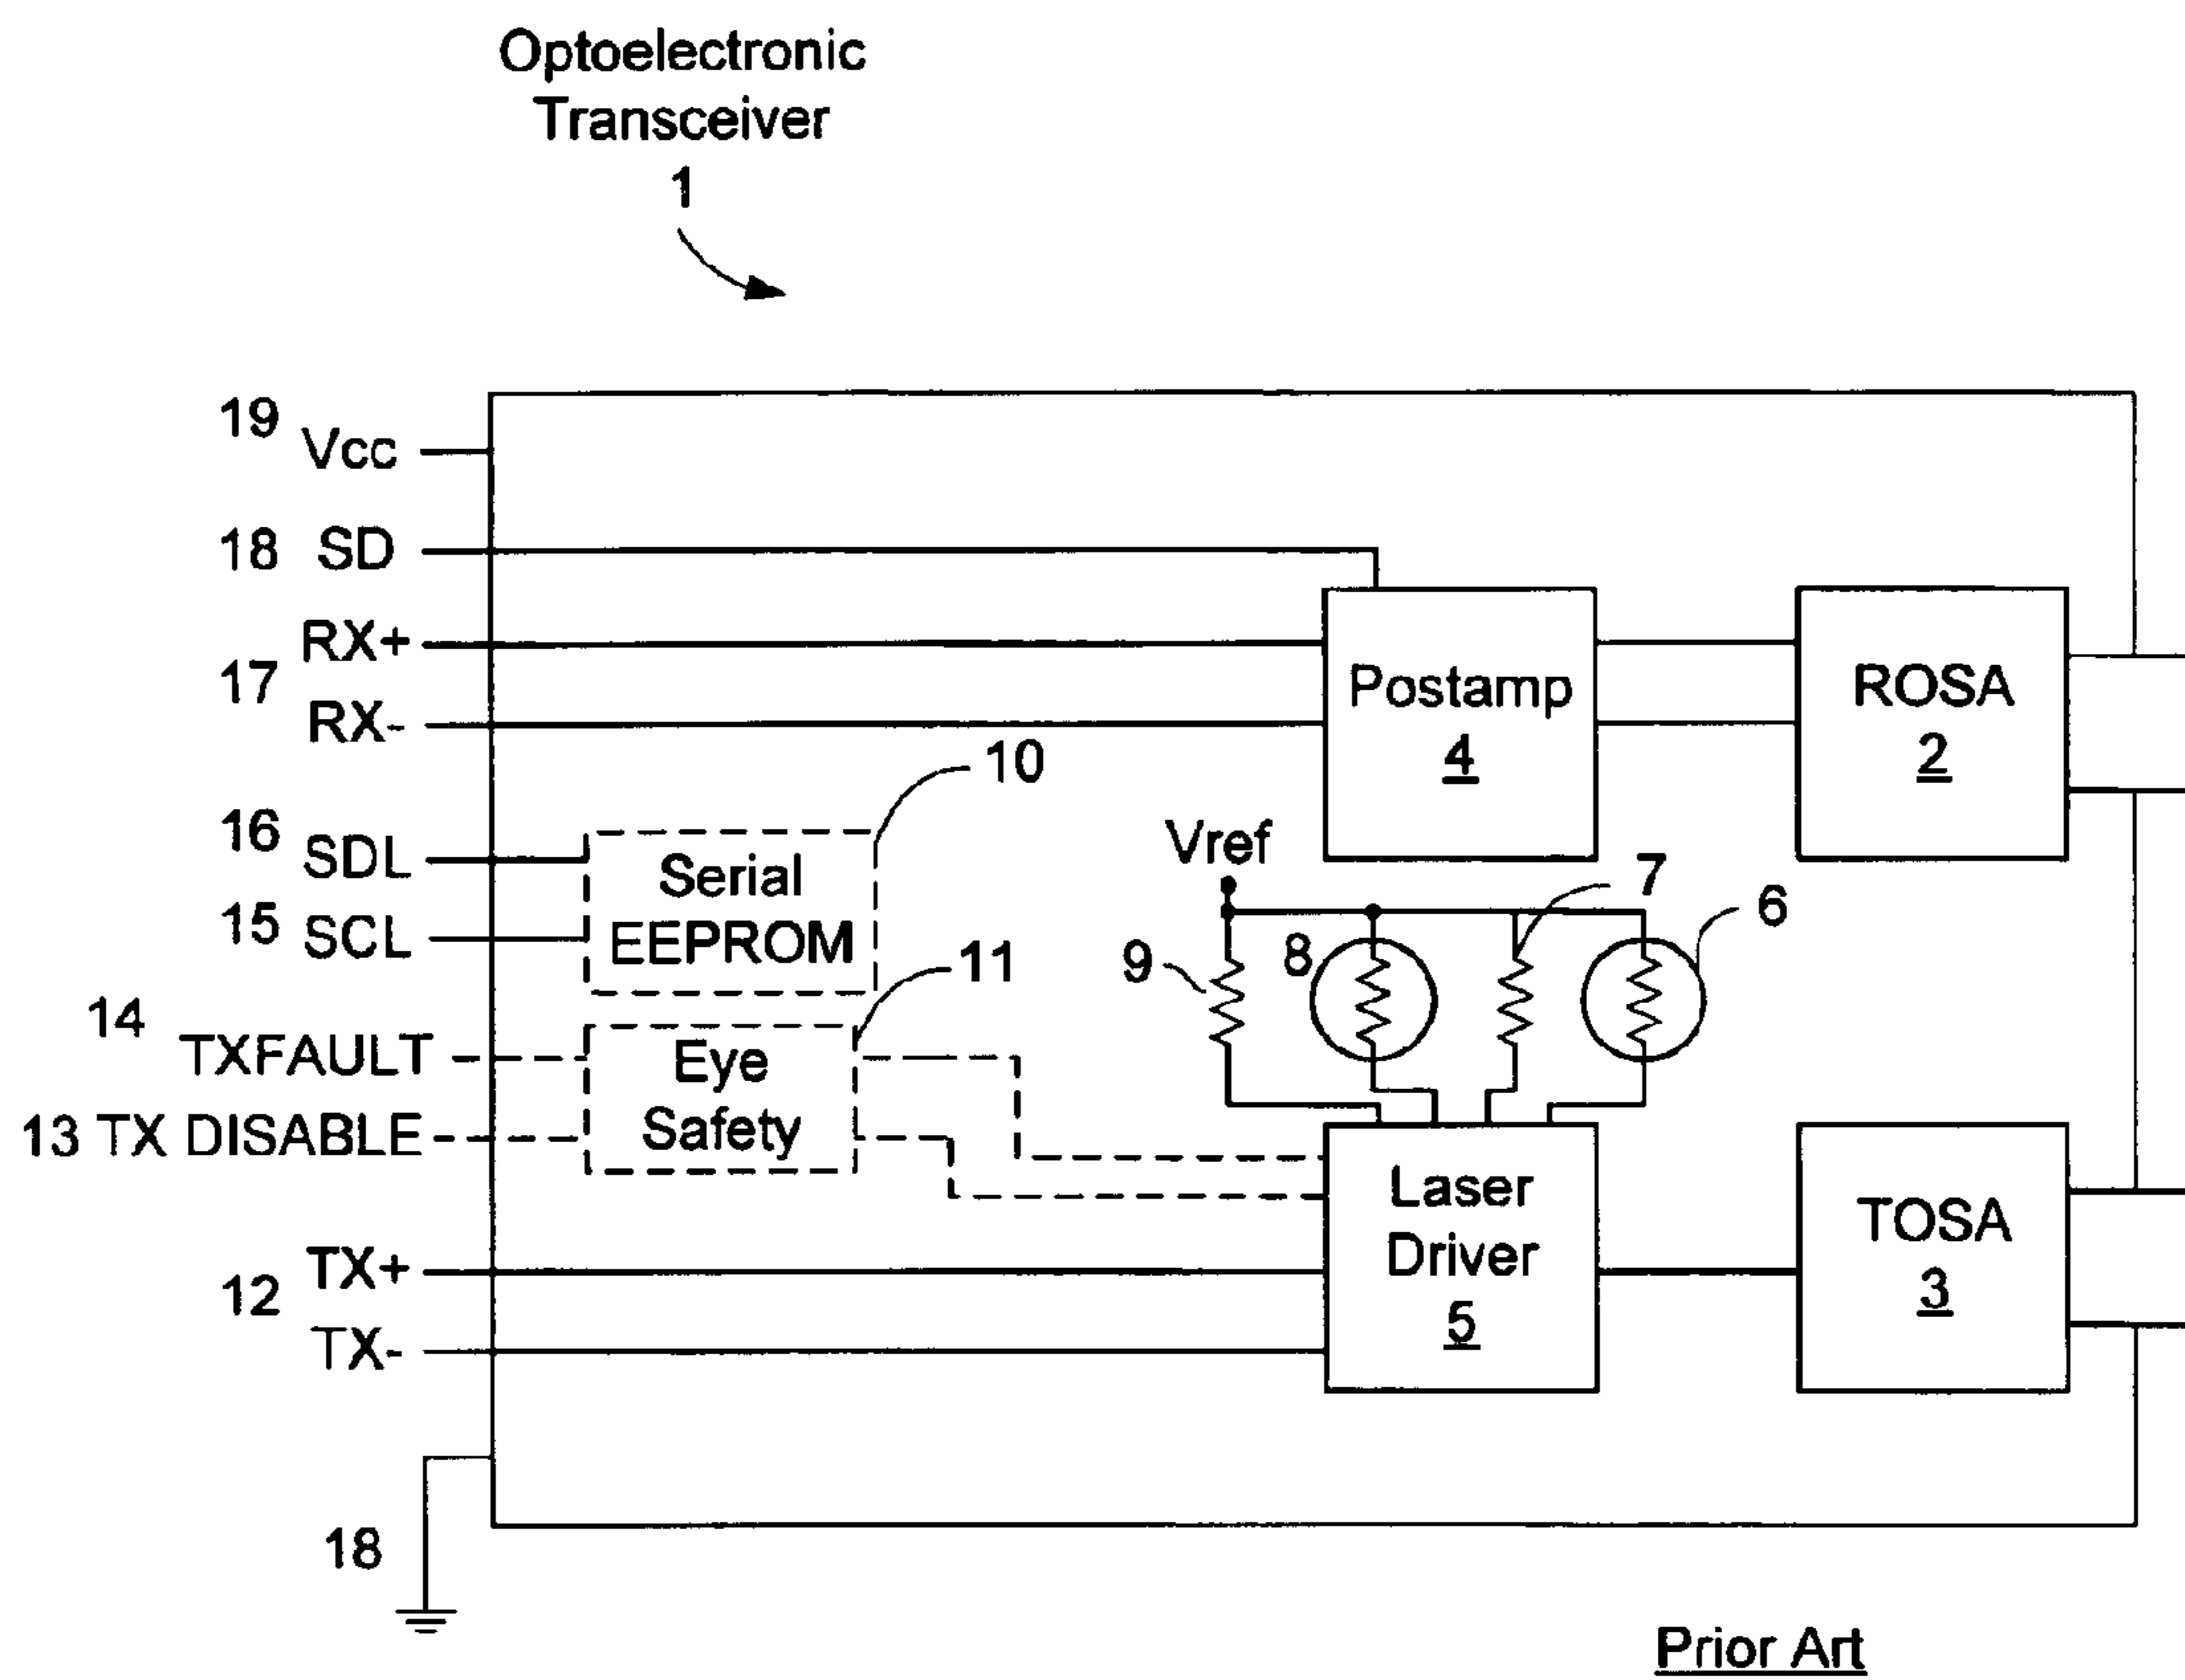 Optoelectronic
Transceiver
1
19
Vcc
18 SD
RX+
17
RX-
Postamp
4
ROSA
2
10
16
SDL
15 SCL
Serial
EEPROM
Vref
7
6
9
8
11
14
TXFAULT
13 TX DISABLE
Eye
Safety
Laser
Driver
5
TOSA
3
TX+
12
TX-
18
Prior Art